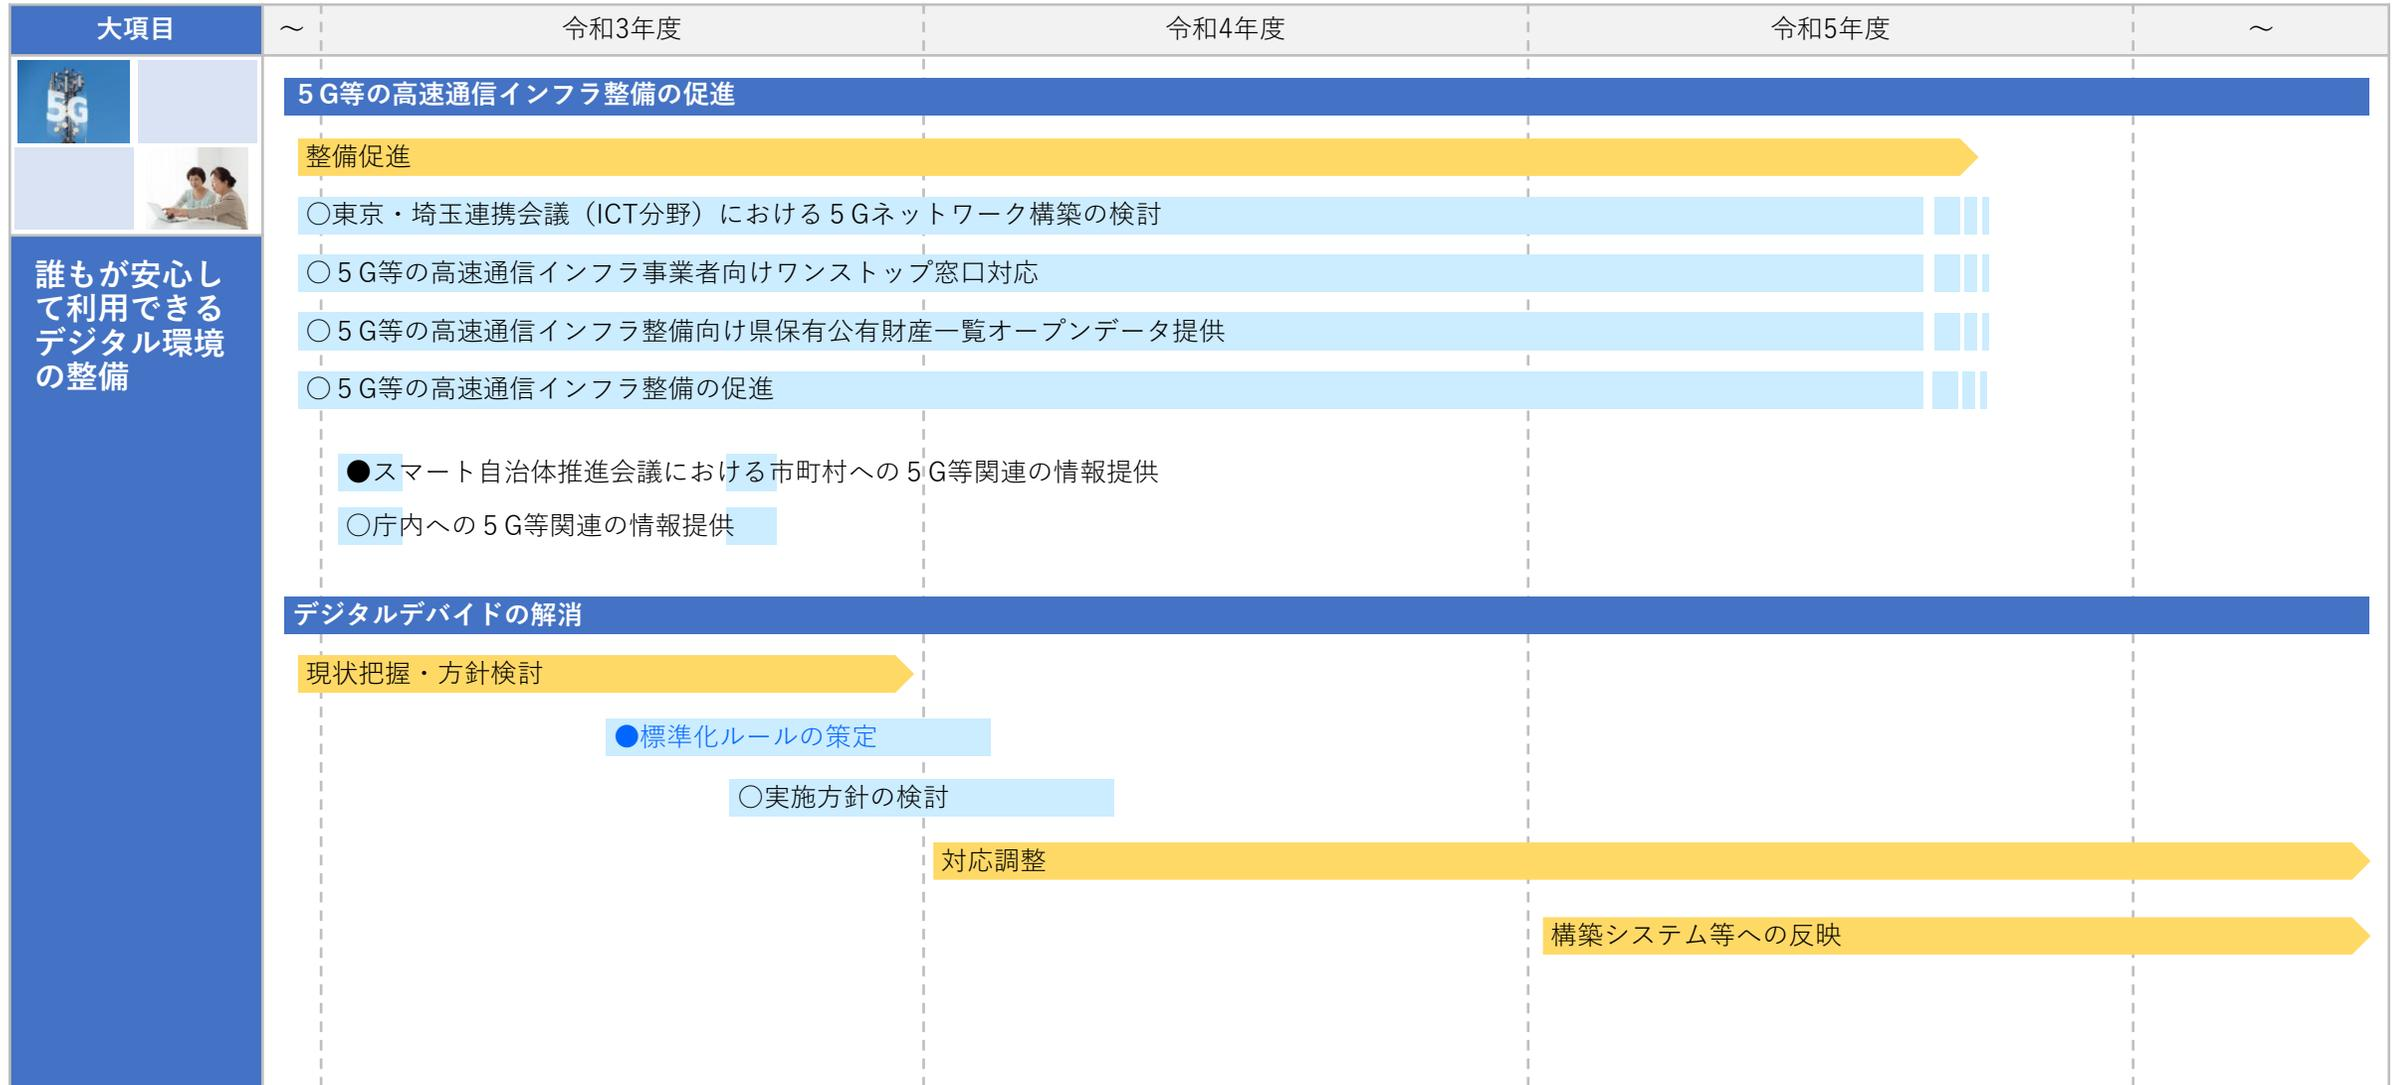 大項目
～
令和3年度
令和4年度
令和5年度
～
5G
誰もが安心し
て利用できる
デジタル環境
の整備
５G等の高速通信インフラ整備の促進
整備促進
○東京・埼玉連携会議（ICT分野）における５Gネットワーク構築の検討
○５G等の高速通信インフラ事業者向けワンストップ窓口対応
○５G等の高速通信インフラ整備向け県保有公有財産一覧オープンデータ提供
○５G等の高速通信インフラ整備の促進
●スマート自治体推進会議における市町村への５G等関連の情報提供
○庁内への５G等関連の情報提供
デジタルデバイドの解消
現状把握・方針検討
●標準化ルールの策定
○実施方針の検討
対応調整
構築システム等への反映